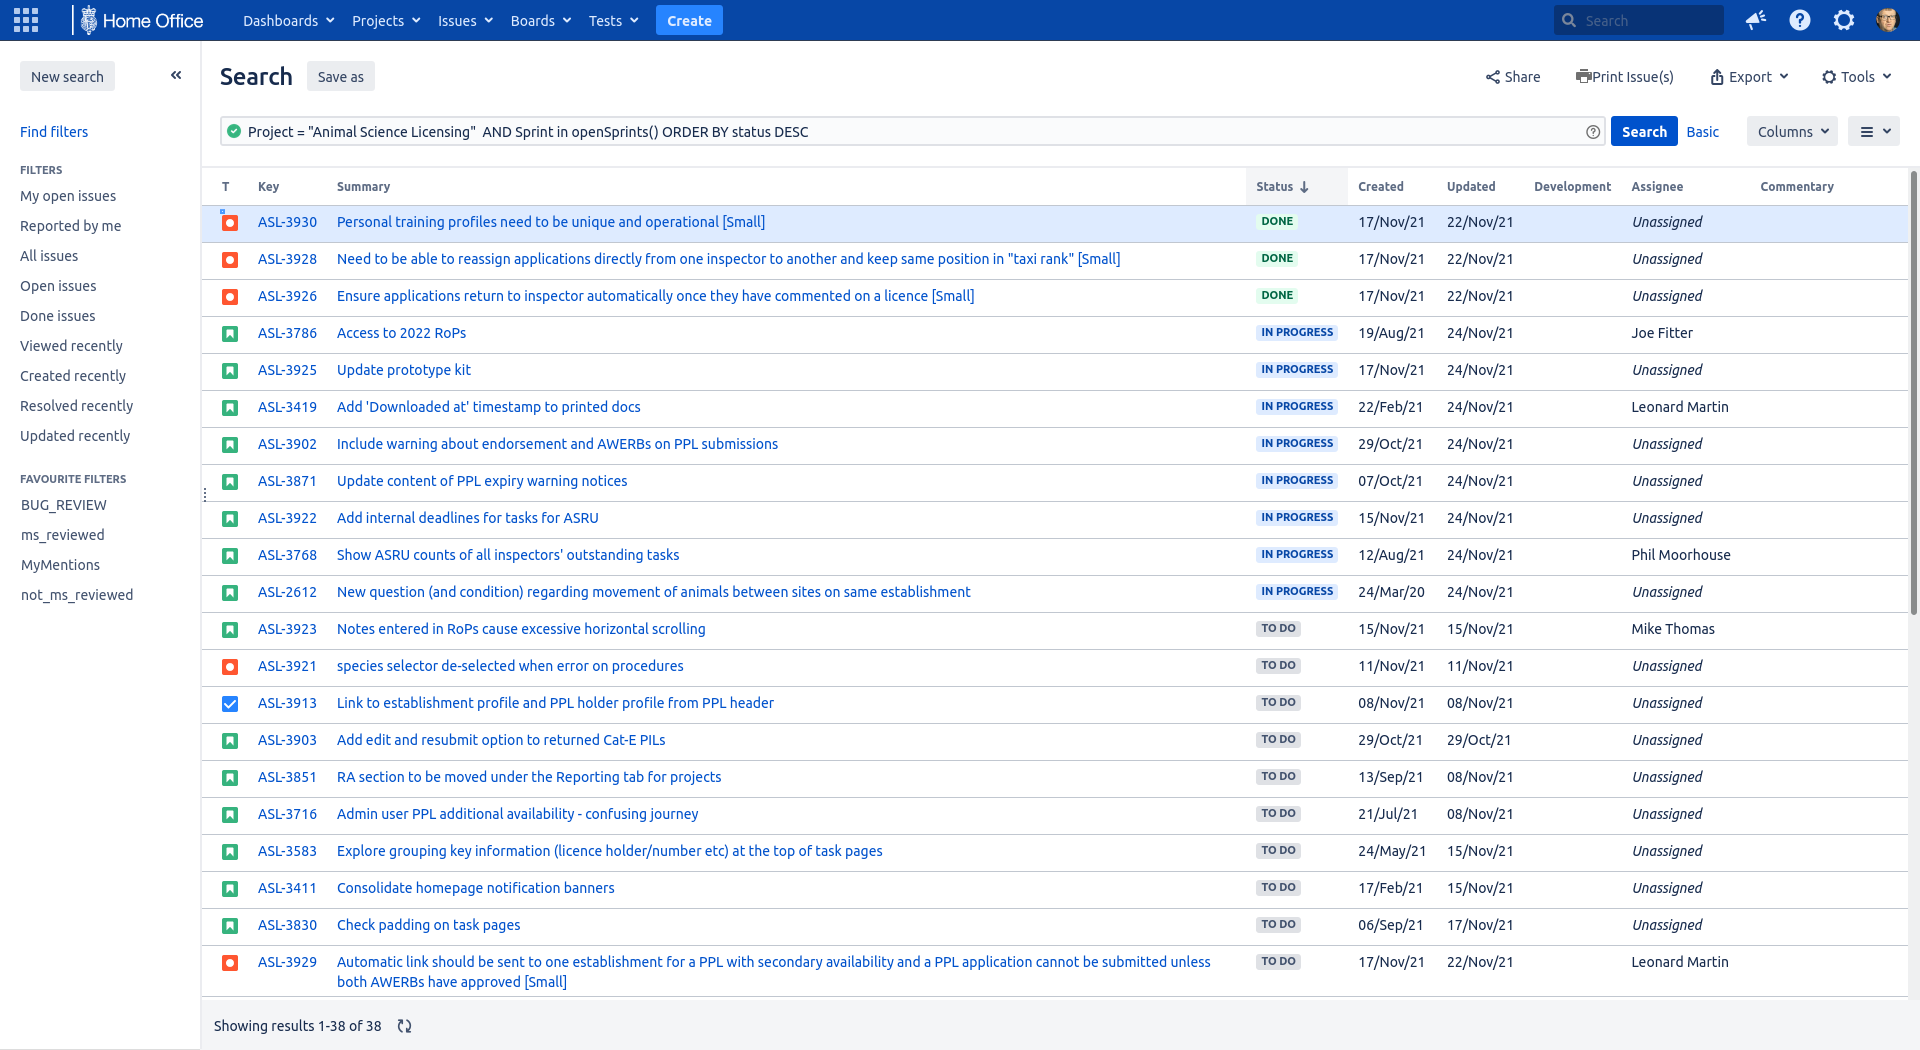 Home Office Dashboards Projects Issues Boards Tests Create Search
New search
Find filters
FILTERS
My open issues
Reported by me
All issues
Open issues
Done issues
Viewed recently
Created recently
Resolved recently
Updated recently
FAVOURITE FILTERS
BUG_REVIEW
ms_reviewed
MyMentions
not_ms_reviewed
Search Save as Share Print Issue(s) Export Tools
Project = "Animal Science Licensing"  AND Sprint in openSprints() ORDER BY status DESC Search Basic Columns
T Key Summary Status Created Updated Development Assignee Commentary
ASL-3930 Personal training profiles need to be unique and operational [Small] DONE 17/Nov/21 22/Nov/21 Unassigned
ASL-3928 Need to be able to reassign applications directly from one inspector to another and keep same position in "taxi rank" [Small] DONE 17/Nov/21 22/Nov/21 Unassigned
ASL-3926 Ensure applications return to inspector automatically once they have commented on a licence [Small] DONE 17/Nov/21 22/Nov/21 Unassigned
ASL-3786 Access to 2022 RoPs IN PROGRESS 19/Aug/21 24/Nov/21 Joe Fitter
ASL-3925 Update prototype kit IN PROGRESS 17/Nov/21 24/Nov/21 Unassigned
ASL-3419 Add 'Downloaded at' timestamp to printed docs IN PROGRESS 22/Feb/21 24/Nov/21 Leonard Martin
ASL-3902 Include warning about endorsement and AWERBs on PPL submissions IN PROGRESS 29/Oct/21 24/Nov/21 Unassigned
ASL-3871 Update content of PPL expiry warning notices IN PROGRESS 07/Oct/21 24/Nov/21 Unassigned
ASL-3922 Add internal deadlines for tasks for ASRU IN PROGRESS 15/Nov/21 24/Nov/21 Unassigned
ASL-3768 Show ASRU counts of all inspectors' outstanding tasks IN PROGRESS 12/Aug/21 24/Nov/21 Phil Moorhouse
ASL-2612 New question (and condition) regarding movement of animals between sites on same establishment IN PROGRESS 24/Mar/20 24/Nov/21 Unassigned
ASL-3923 Notes entered in RoPs cause excessive horizontal scrolling TO DO 15/Nov/21 15/Nov/21 Mike Thomas
ASL-3921 species selector de-selected when error on procedures TO DO 11/Nov/21 11/Nov/21 Unassigned
ASL-3913 Link to establishment profile and PPL holder profile from PPL header TO DO 08/Nov/21 08/Nov/21 Unassigned
ASL-3903 Add edit and resubmit option to returned Cat-E PILs TO DO 29/Oct/21 29/Oct/21 Unassigned
ASL-3851 RA section to be moved under the Reporting tab for projects TO DO 13/Sep/21 08/Nov/21 Unassigned
ASL-3716 Admin user PPL additional availability - confusing journey TO DO 21/Jul/21 08/Nov/21 Unassigned
ASL-3583 Explore grouping key information (licence holder/number etc) at the top of task pages TO DO 24/May/21 15/Nov/21 Unassigned
ASL-3411 Consolidate homepage notification banners TO DO 17/Feb/21 15/Nov/21 Unassigned
ASL-3830 Check padding on task pages TO DO 06/Sep/21 17/Nov/21 Unassigned
ASL-3929 Automatic link should be sent to one establishment for a PPL with secondary availability and a PPL application cannot be submitted unless TO DO 17/Nov/21 22/Nov/21 Leonard Martin
both AWERBs have approved [Small]
Showing results 1-38 of 38